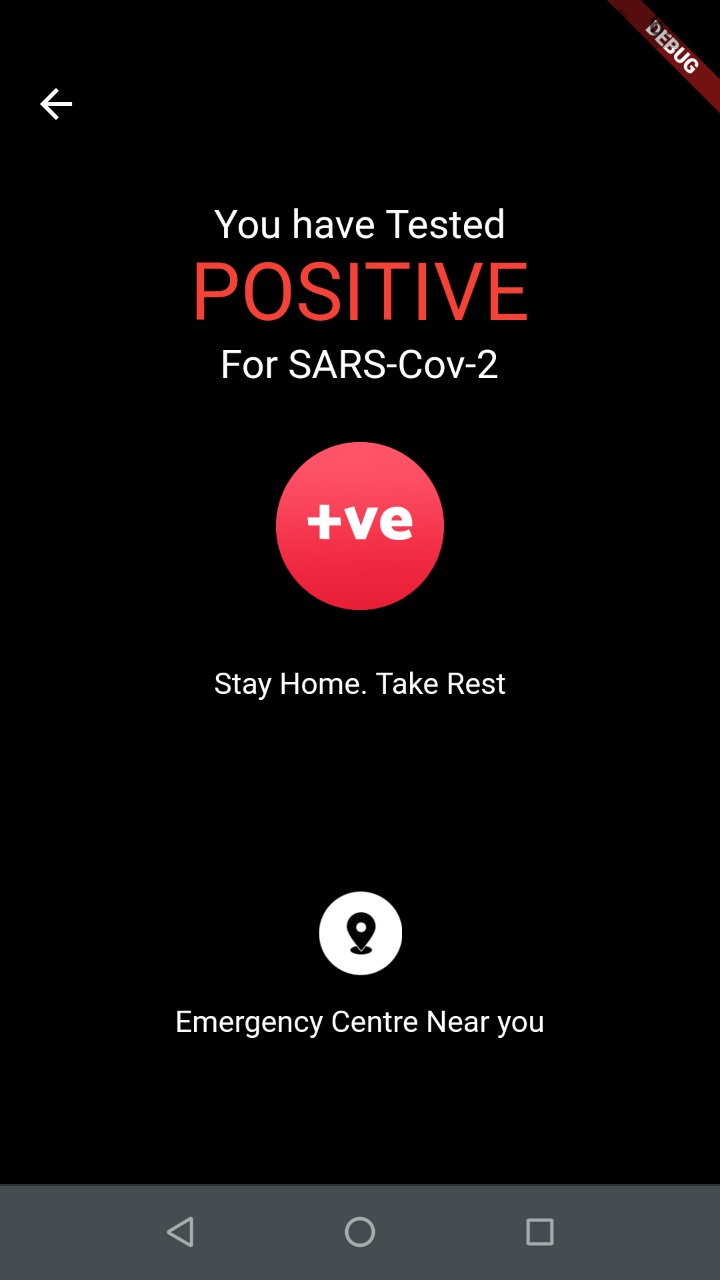 DEBUG
You have Tested
POSITIVE
For SARS-Cov-2
+ve
Stay Home. Take Rest
Emergency Centre Near you